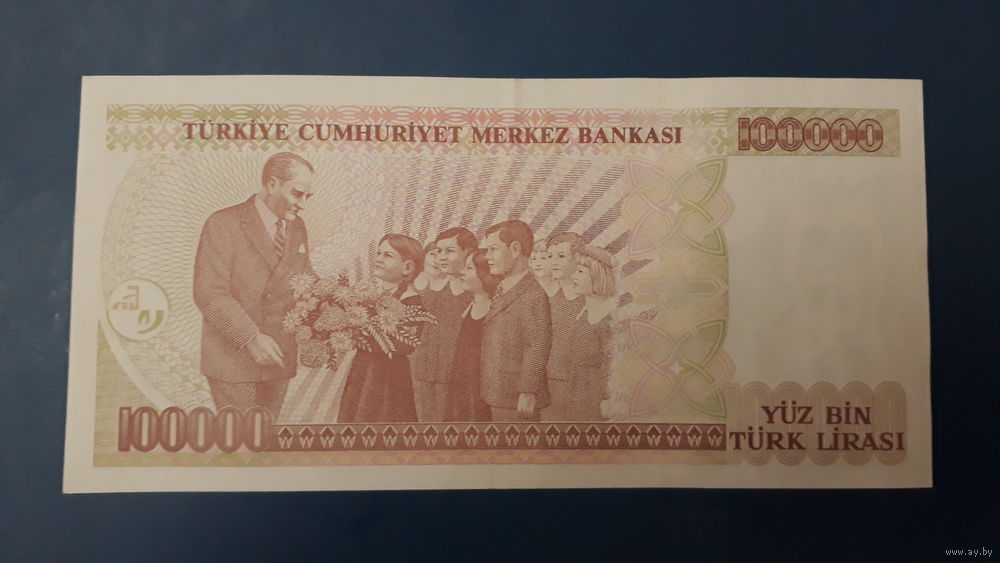 TÜRKİYE CUMHURİYET MERKEZ BANKASI
100000
100000
YÜZ BİN
TÜRK LİRASI
www.ay.by